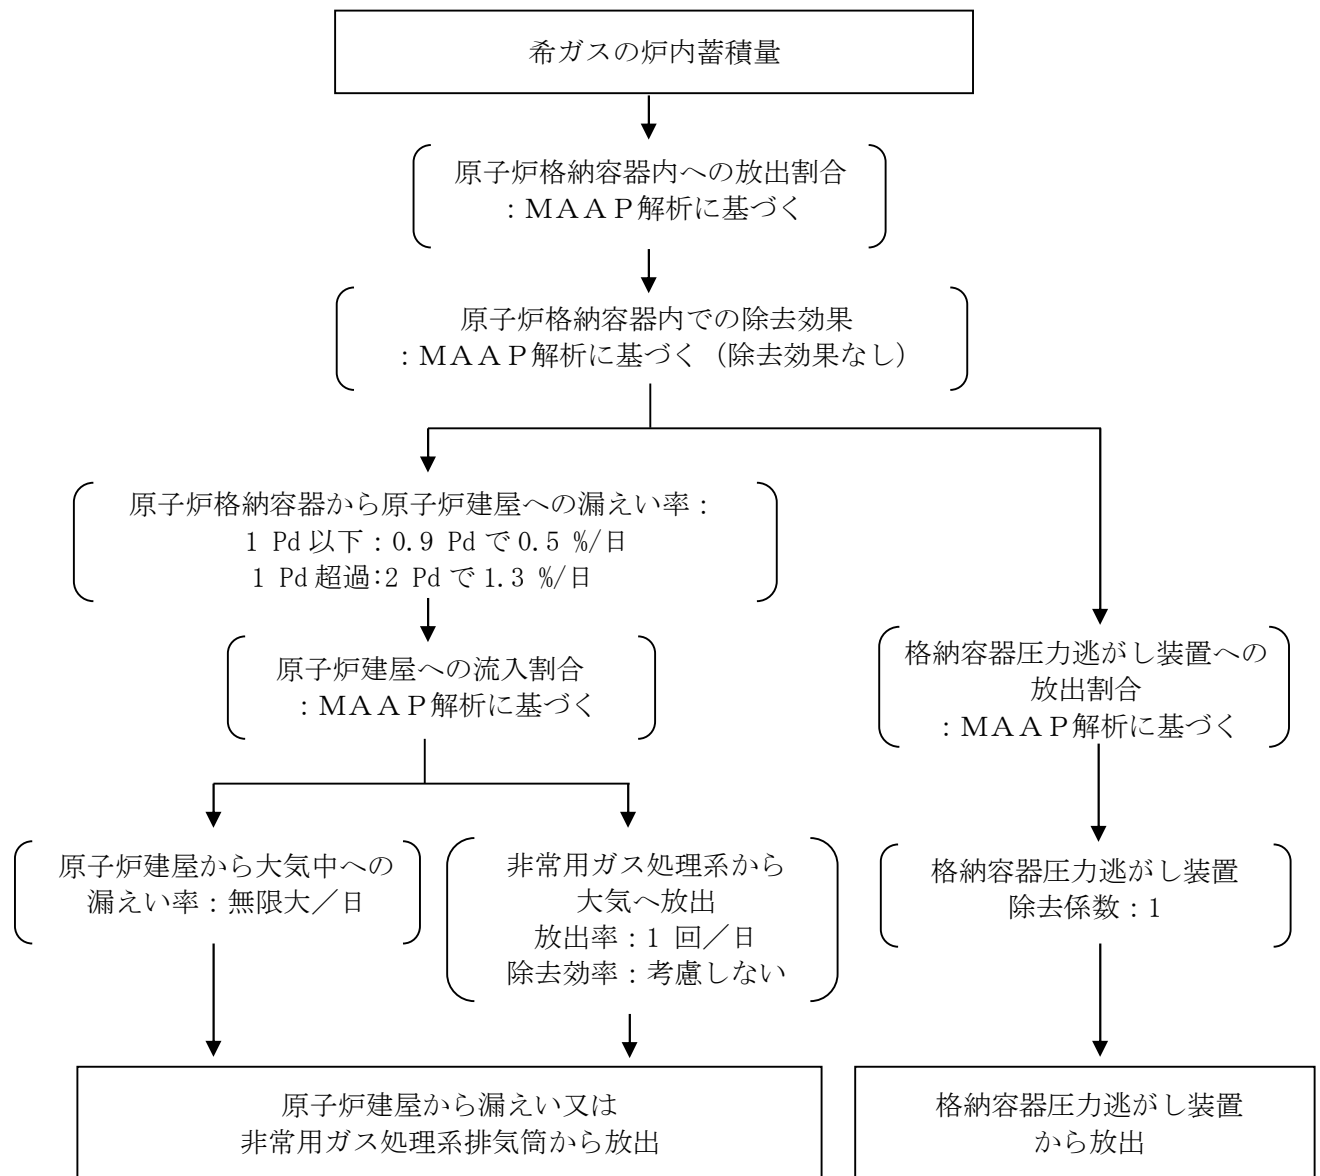 希ガスの炉内蓄積量
原子炉格納容器内への放出割合
：ＭＡＡＰ解析に基づく
原子炉格納容器内での除去効果
：ＭＡＡＰ解析に基づく（除去効果なし）
原子炉格納容器から原子炉建屋への漏えい率：
1 Pd 以下：0.9 Pd で 0.5 %/日
1 Pd 超過:2 Pd で 1.3 %/日
原子炉建屋への流入割合
：ＭＡＡＰ解析に基づく
格納容器圧力逃がし装置への
放出割合
：ＭＡＡＰ解析に基づく
原子炉建屋から大気中への
漏えい率：無限大／日
非常用ガス処理系から
大気へ放出
放出率：1 回／日
除去効率：考慮しない
格納容器圧力逃がし装置
除去係数：1
原子炉建屋から漏えい又は
非常用ガス処理系排気筒から放出
格納容器圧力逃がし装置
から放出